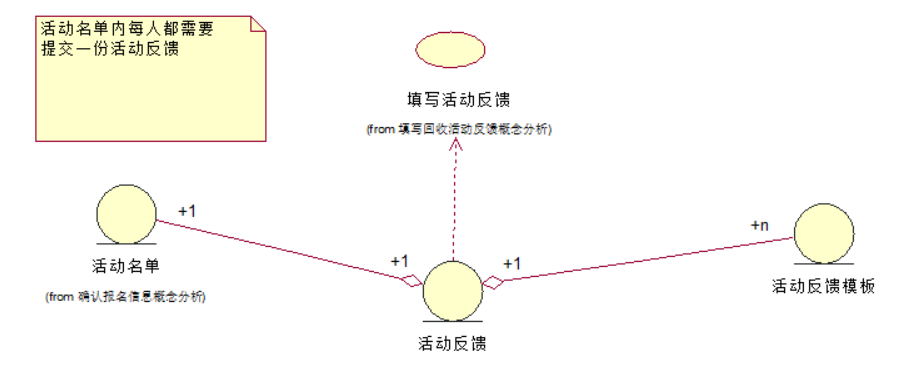 活动名单内每人都需要
提交一份活动反馈
填写活动反馈
(from 填写回收活动反馈概念分析)
+1
+n
活动名单
(from 确认报名信息概念分析)
+1
+1
活动反馈模板
活动反馈